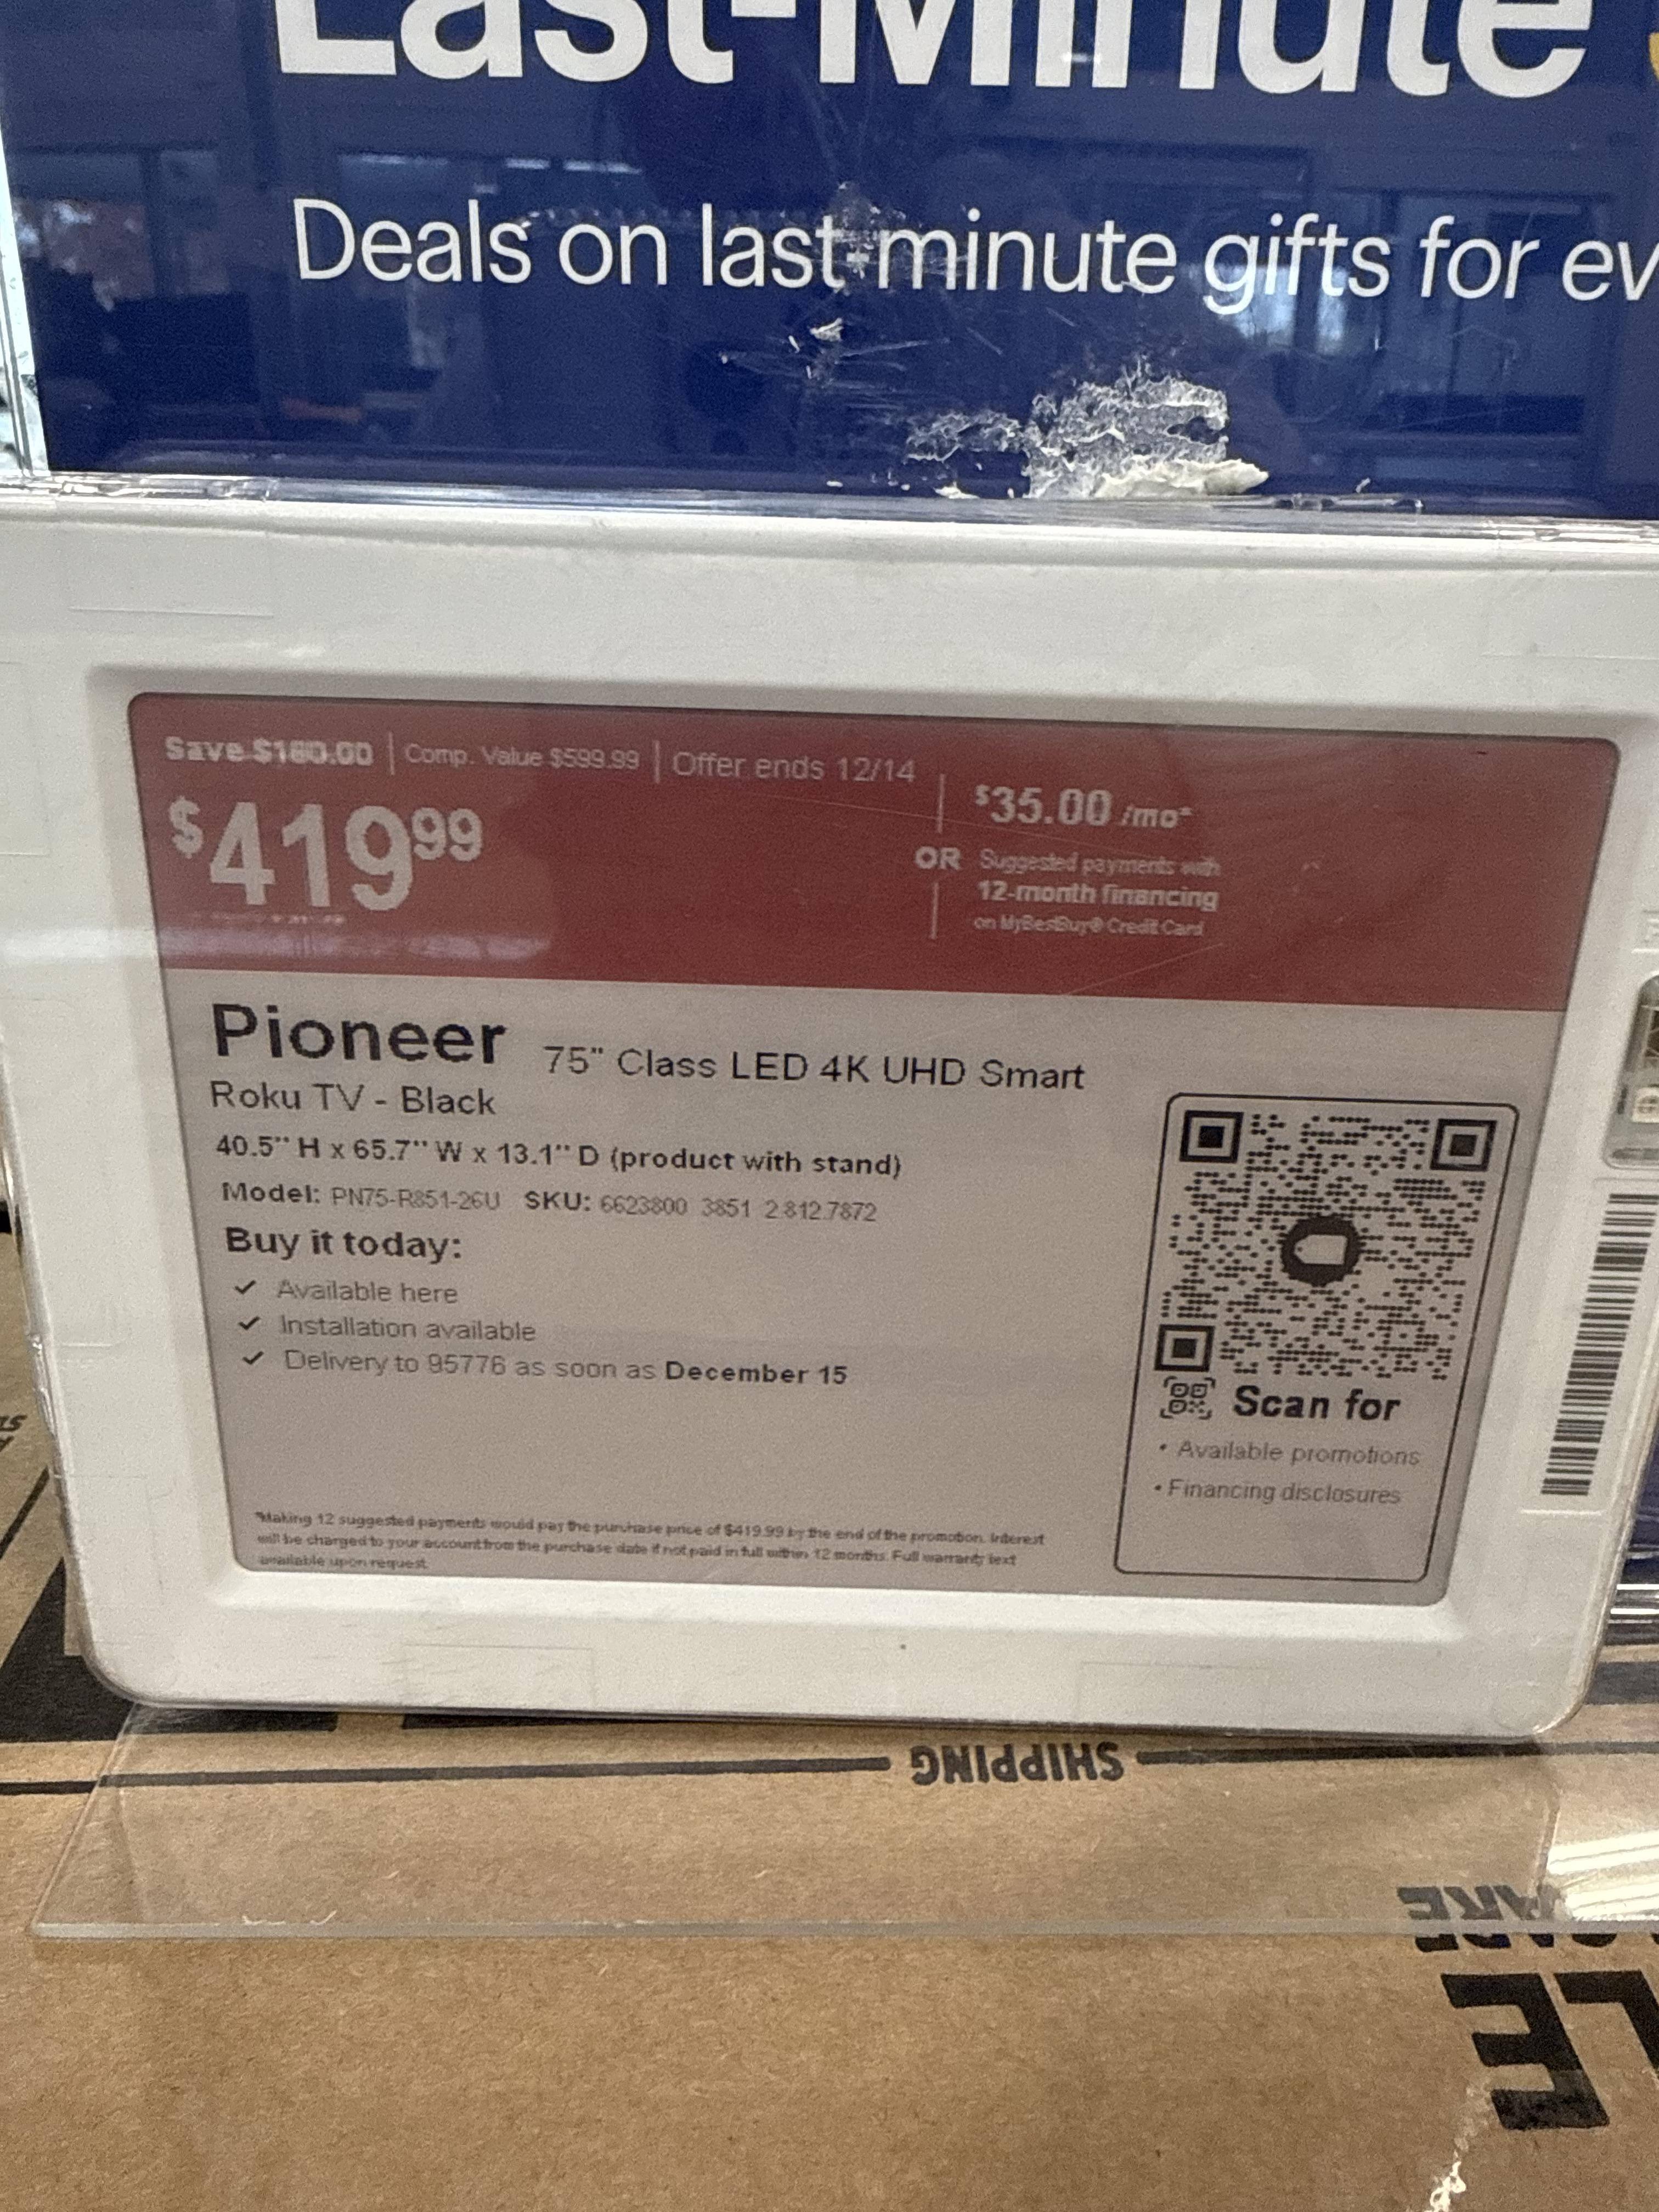 Last-Minute
Deals on last-minute gifts for ev
Save $180.00 | Comp. Value $599.99 | Offer ends 12/14
$419 99
$35.00 /mo*
OR Suggested payments with
12-month financing
on MyBestBuy® Credit Card
Pioneer 75" Class LED 4K UHD Smart
Roku TV - Black
40.5" H x 65.7" W x 13.1" D (product with stand)
Model: PN75-R851-26U SKU: 6623800 3851 2812.7872
Buy it today:
✓ Available here
✓ Installation available
✓ Delivery to 95776 as soon as December 15
Scan for
• Available promotions
• Financing disclosures
*Making 12 suggested payments would pay the purchase price of $419.99 by the end of the promotion. Interest
will be charged to your account from the purchase date if not paid in full within 12 months. Full warranty text
available upon request.
SHIPPING